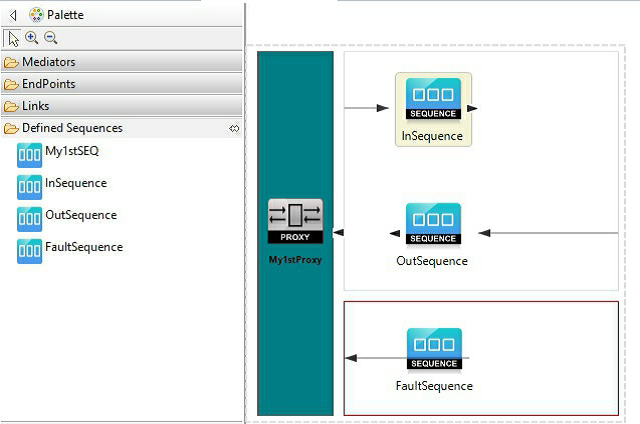 Palette
Mediators
EndPoints
Links
Defined Sequences
My1stSEQ
InSequence
OutSequence
FaultSequence
SEQUENCE
InSequence
PROXY
My1stProxy
SEQUENCE
OutSequence
SEQUENCE
FaultSequence